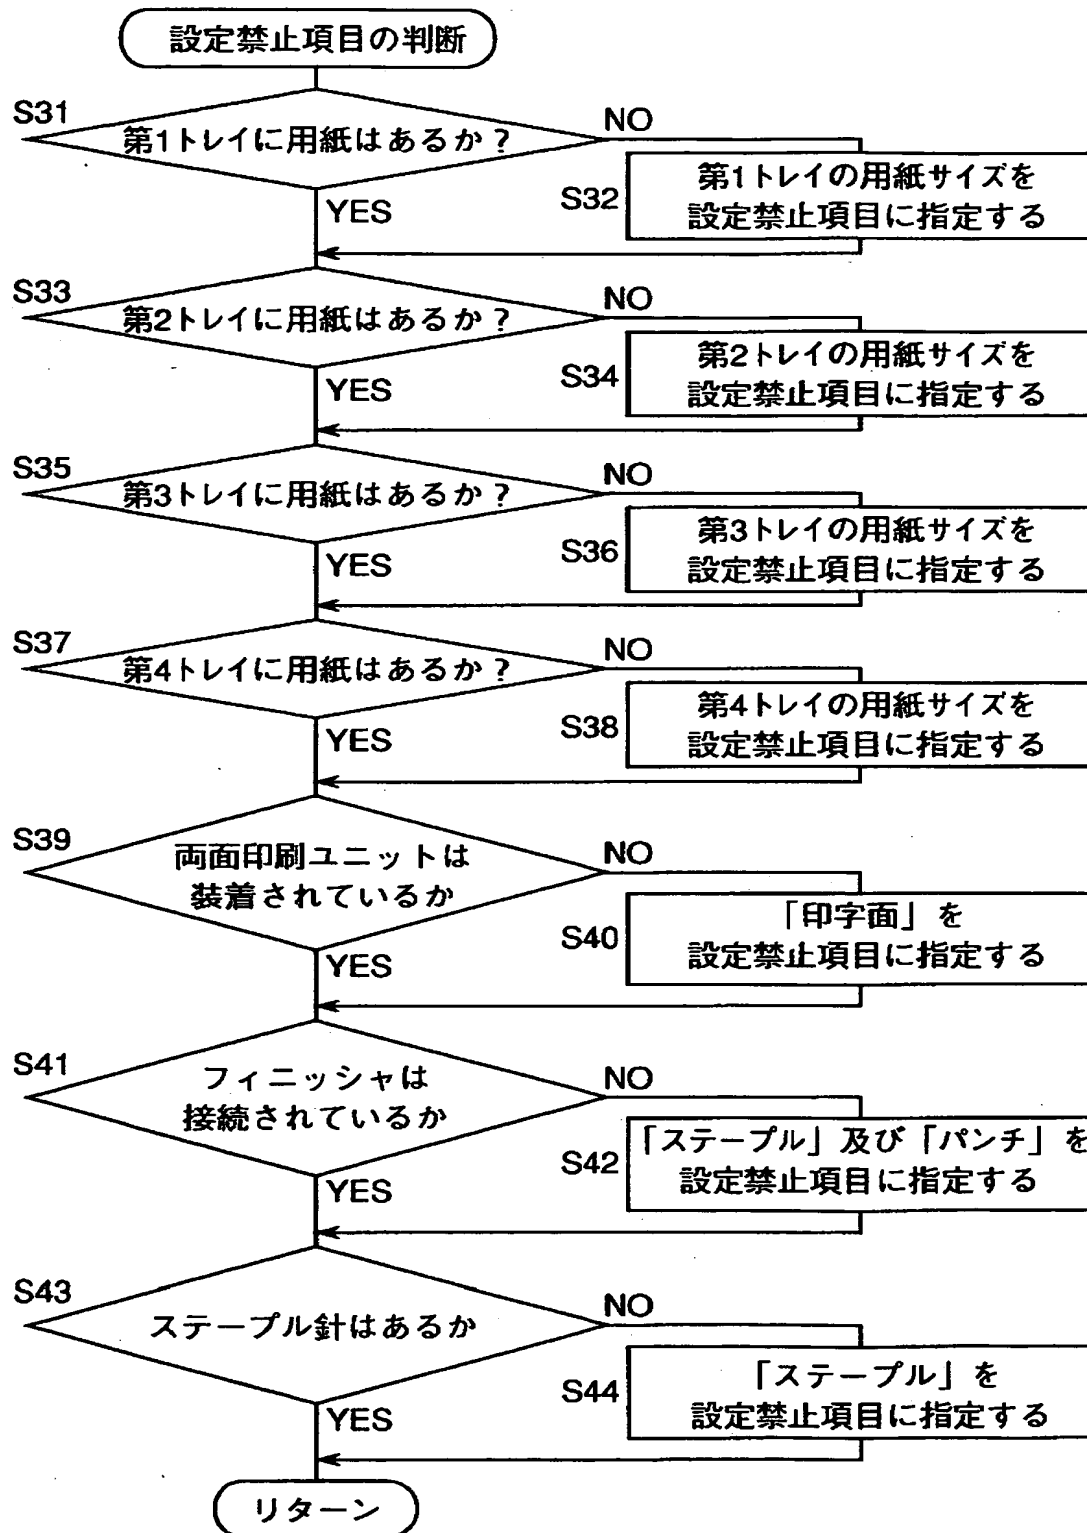 設定禁止項目の判断
S31
第1トレイに用紙はあるか?
NO
YES
S32
第1トレイの用紙サイズを
設定禁止項目に指定する
S33
第2トレイに用紙はあるか?
NO
YES
S34
第2トレイの用紙サイズを
設定禁止項目に指定する
S35
第3トレイに用紙はあるか?
NO
YES
S36
第3トレイの用紙サイズを
設定禁止項目に指定する
S37
第4トレイに用紙はあるか?
NO
YES
S38
第4トレイの用紙サイズを
設定禁止項目に指定する
S39
両面印刷ユニットは
装着されているか
NO
YES
S40
「印字面」を
設定禁止項目に指定する
S41
フィニッシャは
接続されているか
NO
YES
S42
「ステープル」及び「パンチ」を
設定禁止項目に指定する
S43
ステープル針はあるか
NO
YES
S44
「ステープル」を
設定禁止項目に指定する
リターン